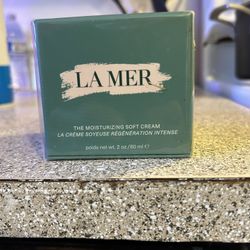 LA MER
THE MOISTURIZING SOFT CREAM
LA CRÈME SOYEUSE RÉGÉNÉRATION INTENSE
poids net wt. 2 oz/60 ml ℮